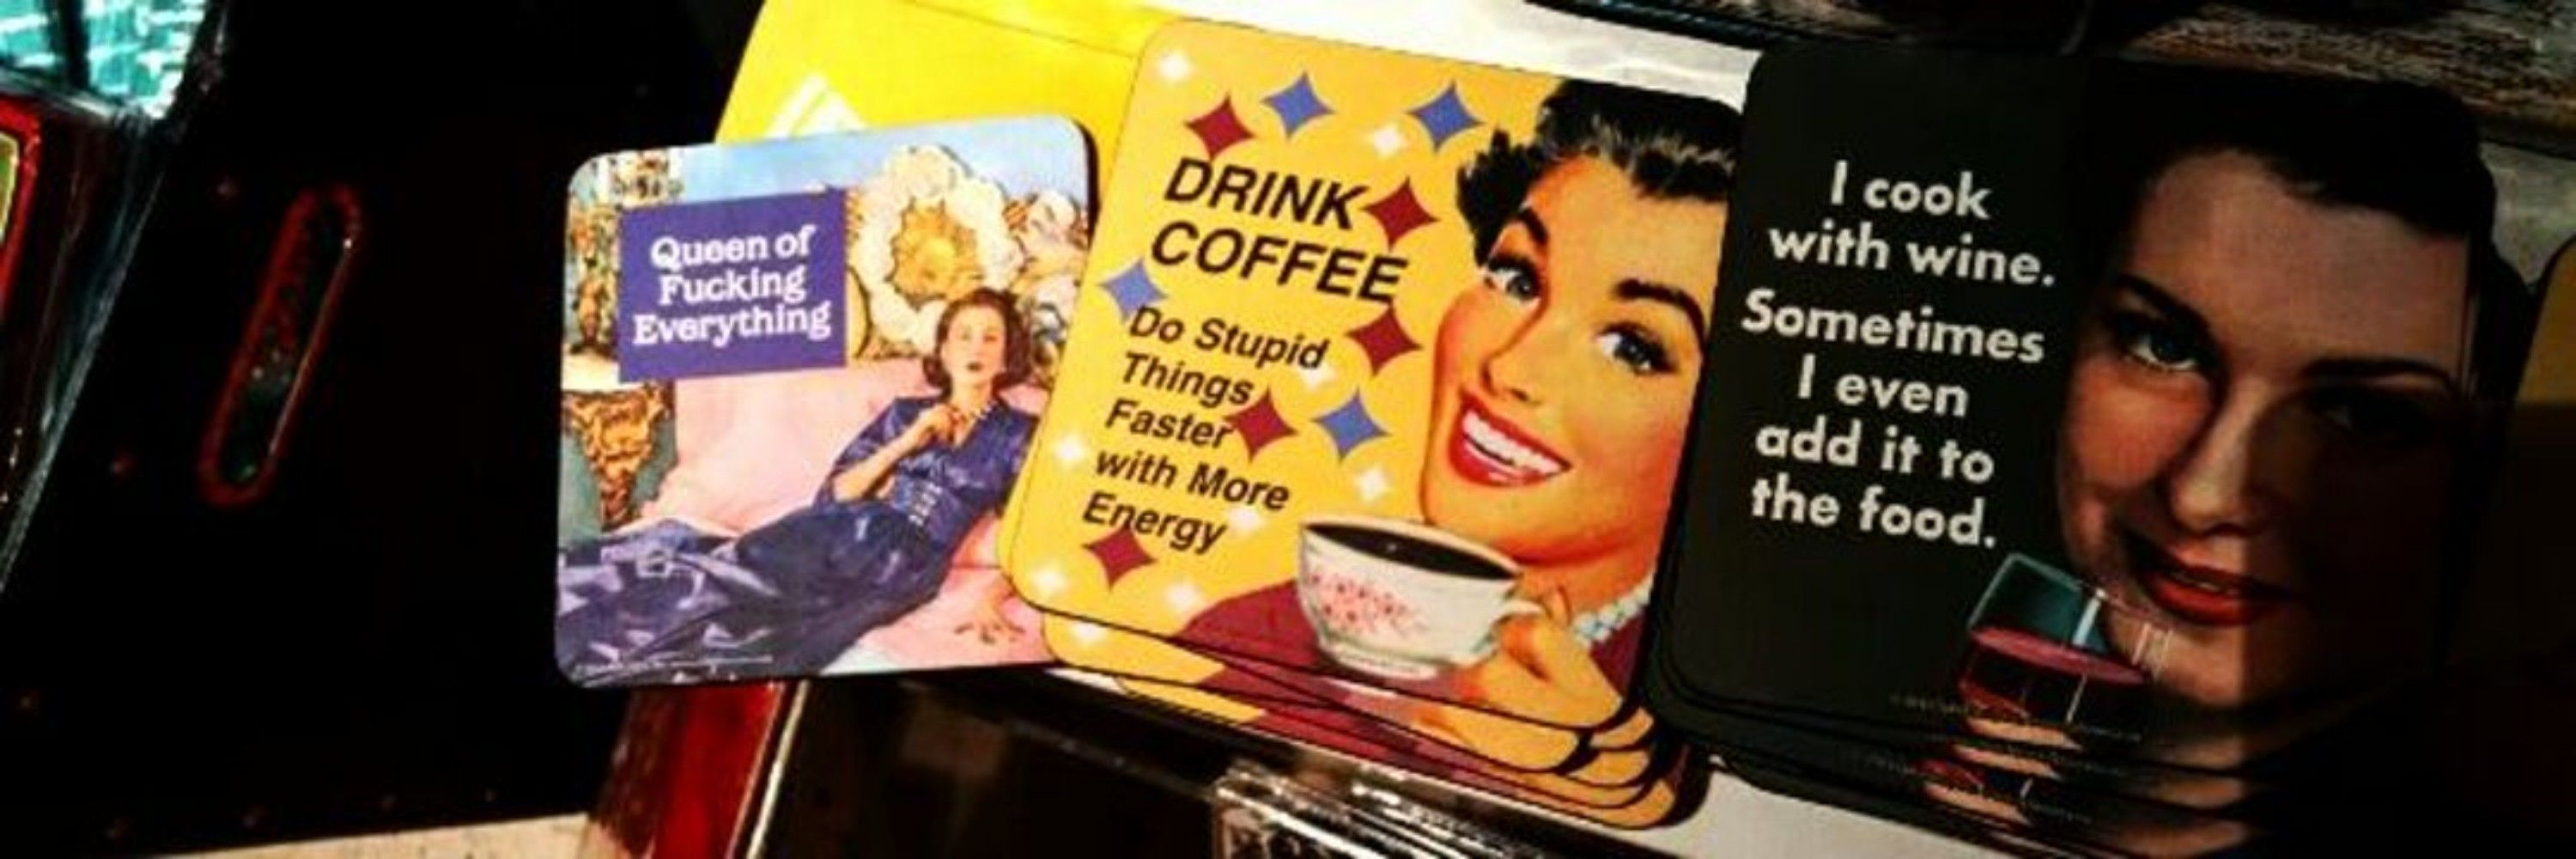 Queen of
Fucking
Everything
DRINK
COFFEE
Do Stupid
Things
Faster
with More
Energy
I cook
with wine.
Sometimes
I even
add it to
the food.